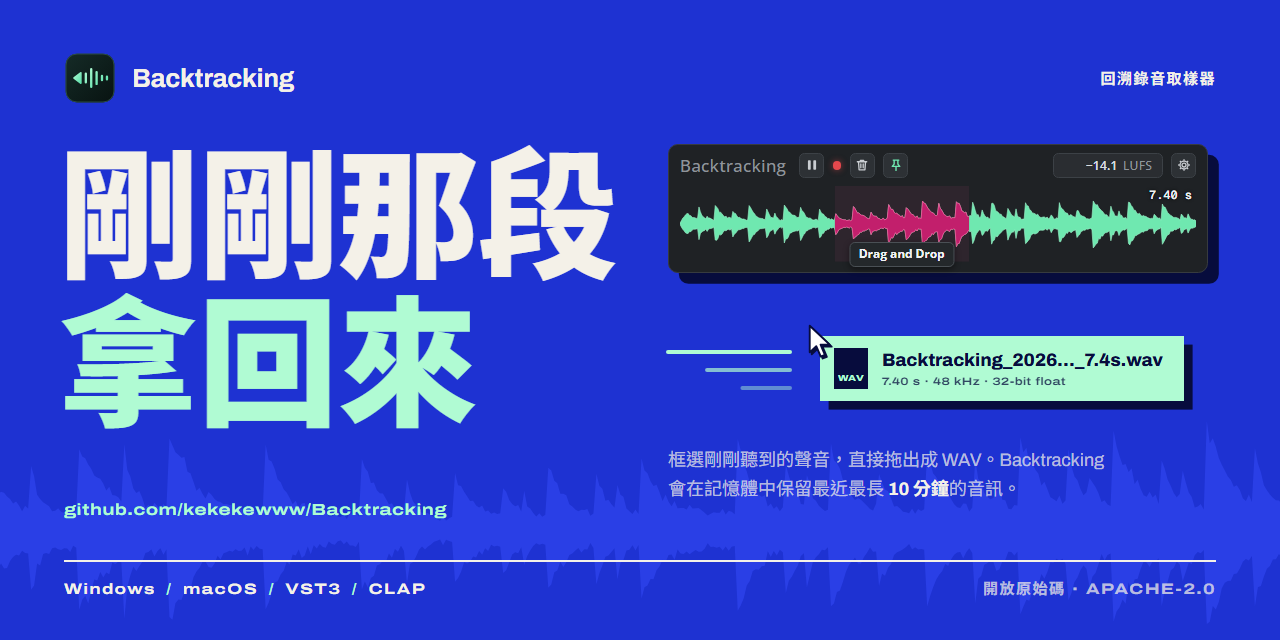 Backtracking
回溯錄音取樣器
剛剛那段
拿回來
Backtracking
−14.1 LUFS
7.40 s
Drag and Drop
WAV
Backtracking_2026..._7.4s.wav
7.40 s · 48 kHz · 32-bit float
框選剛剛聽到的聲音，直接拖出成 WAV。Backtracking
會在記憶體中保留最近最長 10 分鐘的音訊。
github.com/kekekewww/Backtracking
Windows / macOS / VST3 / CLAP
開放原始碼 · APACHE-2.0